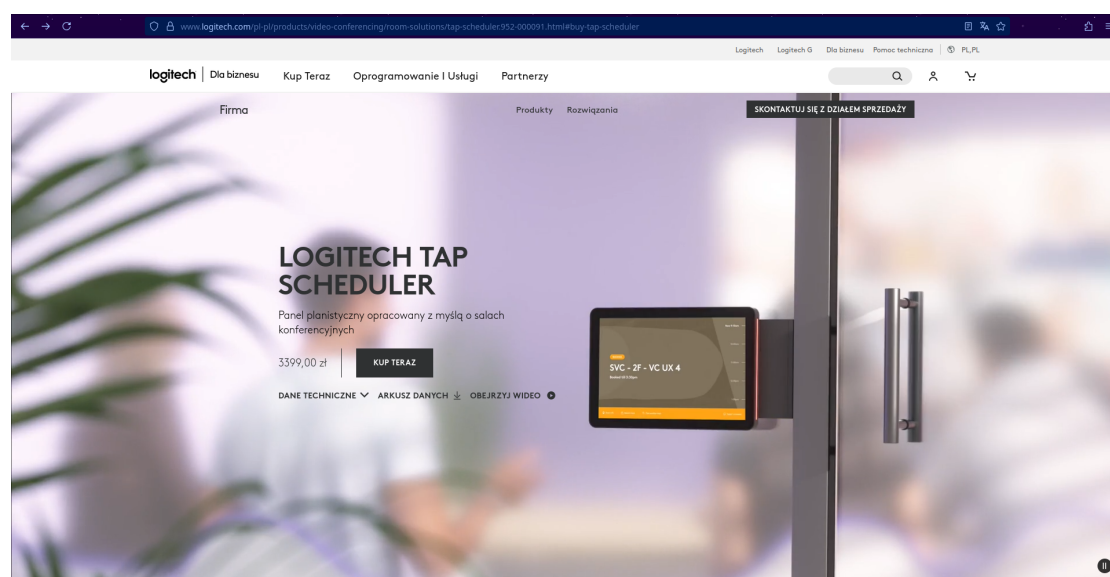 www.logitech.com/pl-pl/products/video-conferencing/room-solutions/tap-scheduler.952-000091.html#buy-tap-scheduler
Logitech Logitech G Dla biznesu Pomoc techniczna PL,PL
logitech Dla biznesu Kup Teraz Oprogramowanie I Usługi Partnerzy
Firma Produkty Rozwiązania SKONTAKTUJ SIĘ Z DZIAŁEM SPRZEDAŻY
LOGITECH TAP
SCHEDULER
Panel planistyczny opracowany z myślą o salach
konferencyjnych
3399,00 zł KUP TERAZ
DANE TECHNICZNE ARKUSZ DANYCH OBEJRZYJ WIDEO
SVC - 2F - VC UX 4